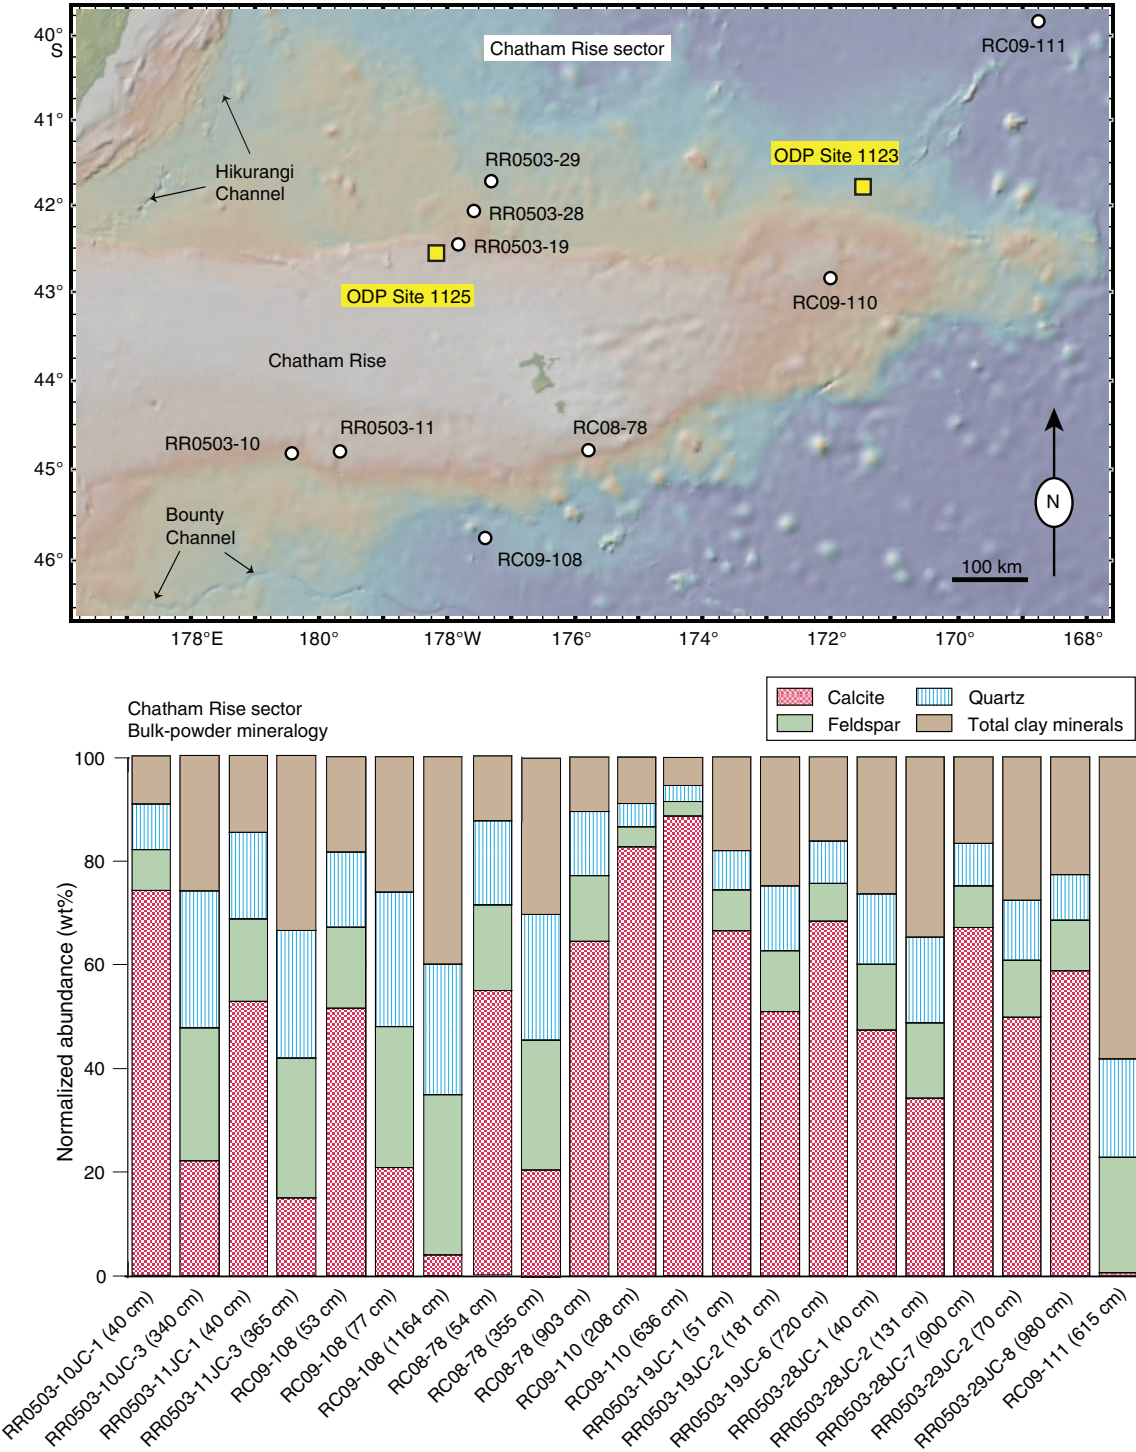 40°
S
Chatham Rise sector
RC09-111
41°
ODP Site 1123
RR0503-29
Hikurangi
Channel
42°
RR0503-28
RR0503-19
43°
ODP Site 1125
RC09-110
Chatham Rise
44°
RR0503-10
RR0503-11
RC08-78
45°
Bounty
Channel
N
46°
RC09-108
100 km
178°E
180°
178°W
176°
174°
172°
170°
168°
Chatham Rise sector
Bulk-powder mineralogy
Calcite
Quartz
Feldspar
Total clay minerals
Normalized abundance (wt%)
100
80
60
40
20
0
RR0503-10JC-1 (40 cm)
RR0503-10JC-3 (340 cm)
RR0503-11JC-1 (40 cm)
RR0503-11JC-3 (365 cm)
RC09-108 (53 cm)
RC09-108 (77 cm)
RC09-108 (1164 cm)
RC08-78 (54 cm)
RC08-78 (355 cm)
RC08-78 (903 cm)
RC09-110 (208 cm)
RC09-110 (636 cm)
RR0503-19JC-1 (51 cm)
RR0503-19JC-2 (181 cm)
RR0503-19JC-6 (720 cm)
RR0503-28JC-1 (40 cm)
RR0503-28JC-2 (131 cm)
RR0503-28JC-7 (900 cm)
RR0503-29JC-2 (70 cm)
RR0503-29JC-8 (980 cm)
RC09-111 (615 cm)